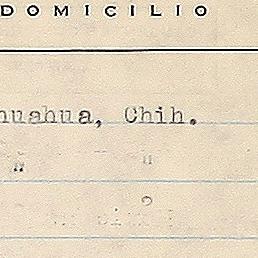 DOMICILIO
huahua, Chih.
" "